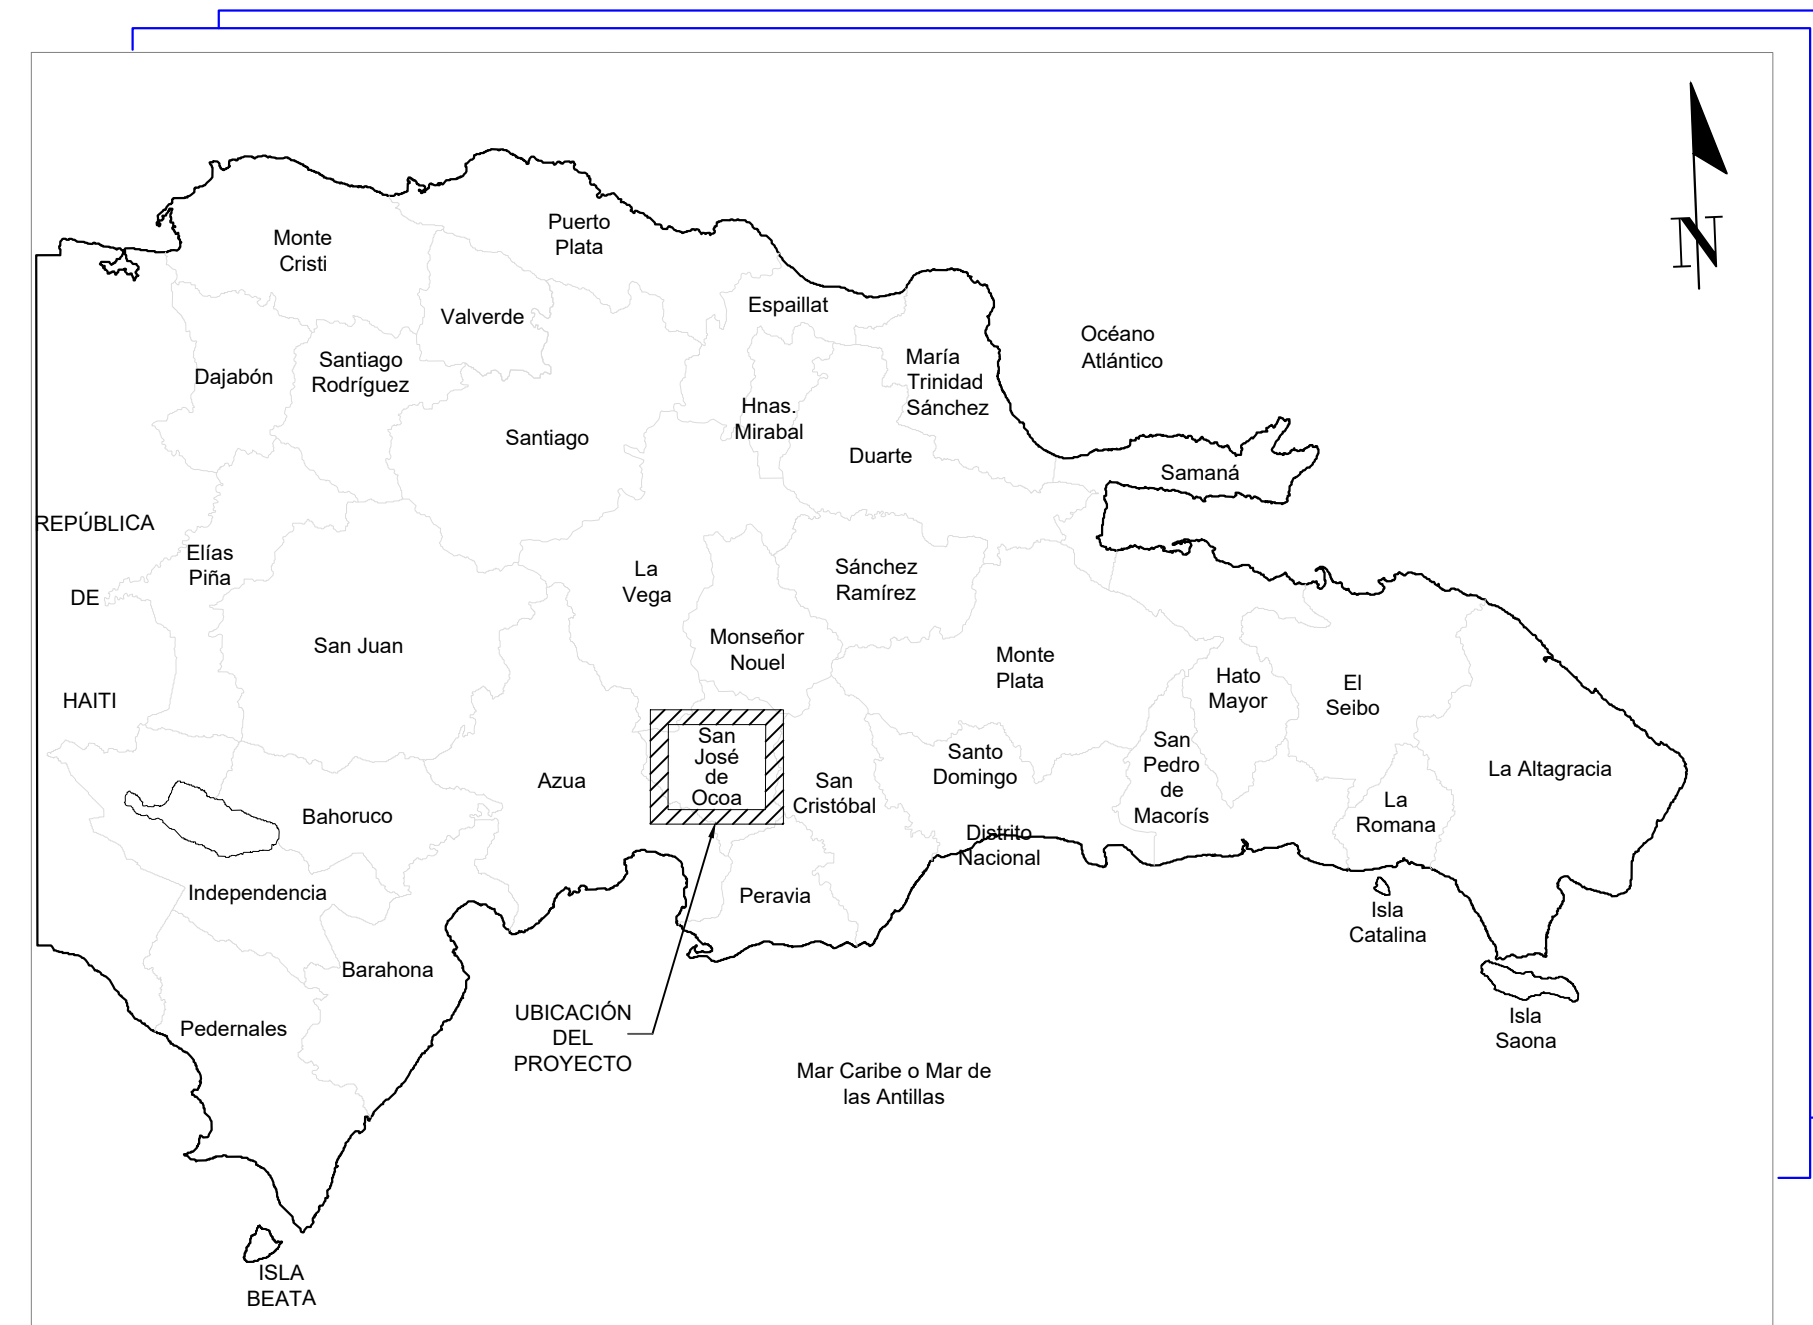 Puerto
Plata
Monte
Cristi
N
Espaillat
Valverde
Océano
Atlántico
María
Trinidad
Sánchez
Santiago
Rodríguez
Dajabón
Hnas.
Mirabal
Santiago
Duarte
Samaná
REPÚBLICA
DE
HAITI
Elías
Piña
La
Vega
Sánchez
Ramírez
San Juan
Monseñor
Nouel
Monte
Plata
Hato
Mayor
El
Seibo
San
José
de
Ocoa
San
Pedro
de
Macorís
Santo
Domingo
La Altagracia
Azua
San
Cristóbal
La
Romana
Bahoruco
Distrito
Nacional
Independencia
Peravia
Isla
Catalina
Barahona
Pedernales
UBICACIÓN
DEL
PROYECTO
Isla
Saona
Mar Caribe o Mar de
las Antillas
ISLA
BEATA